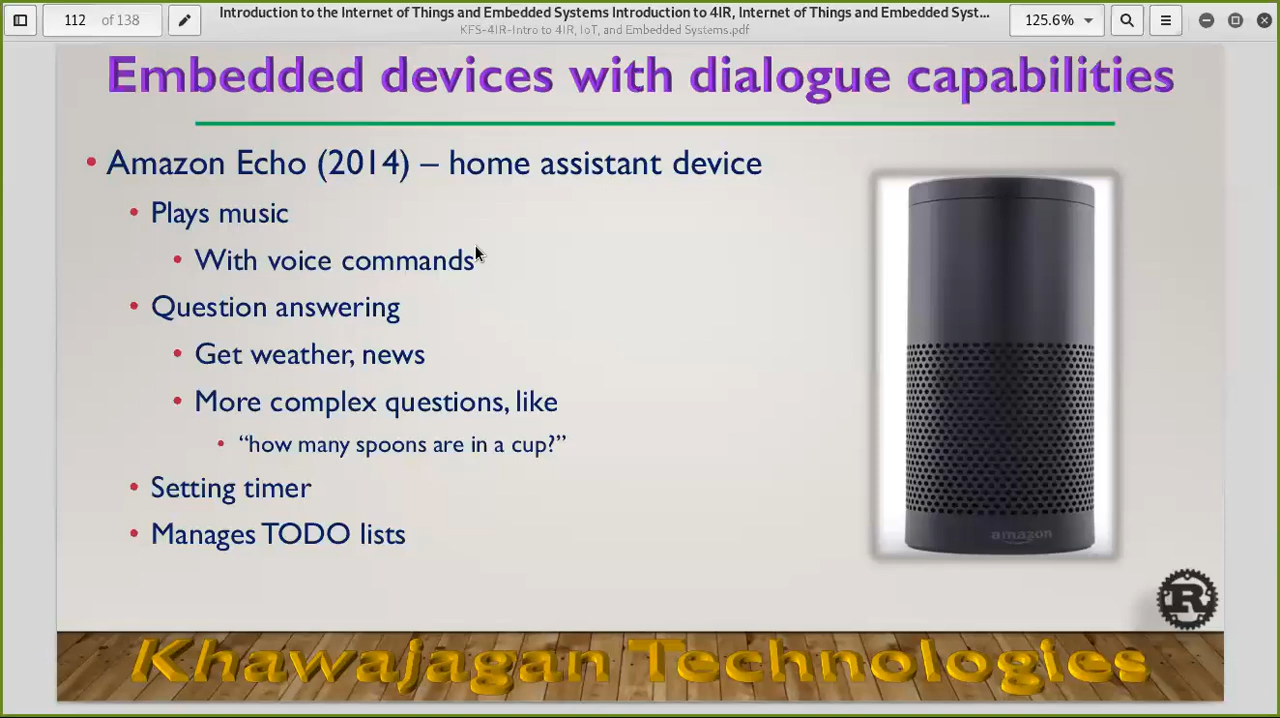 112 of 138
Introduction to the Internet of Things and Embedded Systems Introduction to 4IR, Internet of Things and Embedded Syst...
KFS-4IR-Intro to 4IR, IoT, and Embedded Systems.pdf
125.6%
Embedded devices with dialogue capabilities
• Amazon Echo (2014) – home assistant device
• Plays music
• With voice commands
• Question answering
• Get weather, news
• More complex questions, like
• “how many spoons are in a cup?”
• Setting timer
• Manages TODO lists
amazon
R
Khawajagan Technologies